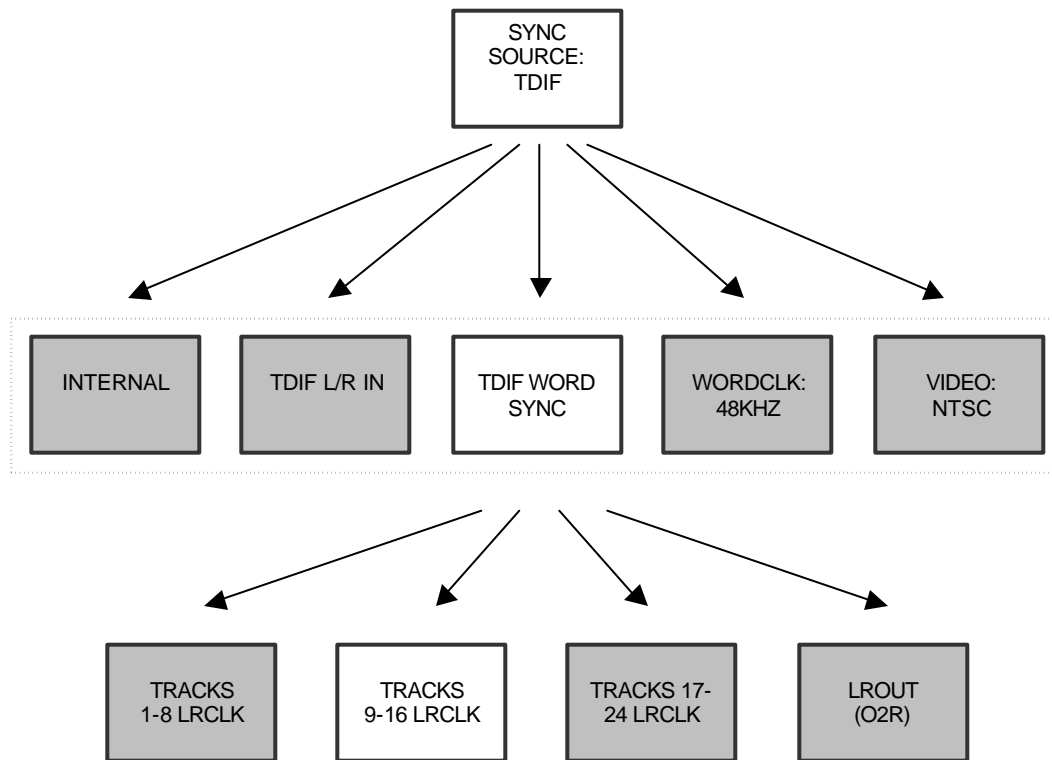 SYNC
SOURCE:
TDIF
INTERNAL
TDIF L/R IN
TDIF WORD
SYNC
WORDCLK:
48KHZ
VIDEO:
NTSC
TRACKS
1-8 LRCLK
TRACKS
9-16 LRCLK
TRACKS 17-
24 LRCLK
LROUT
(O2R)